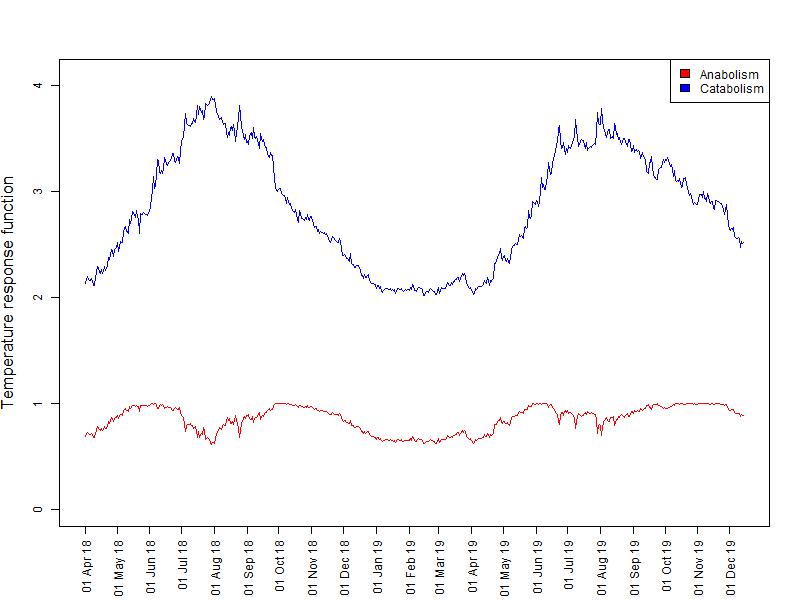 Temperature response function
4
3
2
1
0
Anabolism
Catabolism
01 Apr 18
01 May 18
01 Jun 18
01 Jul 18
01 Aug 18
01 Sep 18
01 Oct 18
01 Nov 18
01 Dec 18
01 Jan 19
01 Feb 19
01 Mar 19
01 Apr 19
01 May 19
01 Jun 19
01 Jul 19
01 Aug 19
01 Sep 19
01 Oct 19
01 Nov 19
01 Dec 19